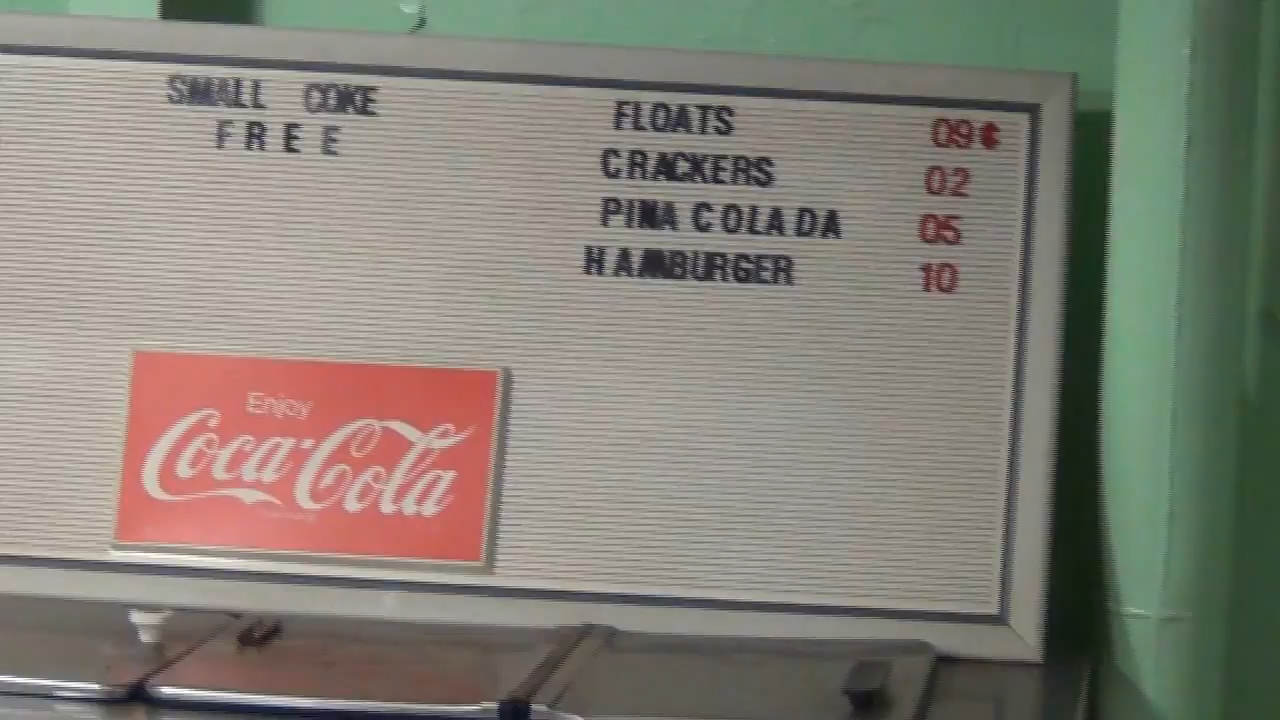 SMALL COKE
FREE
FLOATS 09¢
CRACKERS 02
PINA COLADA 05
HAMBURGER 10
Enjoy
Coca-Cola